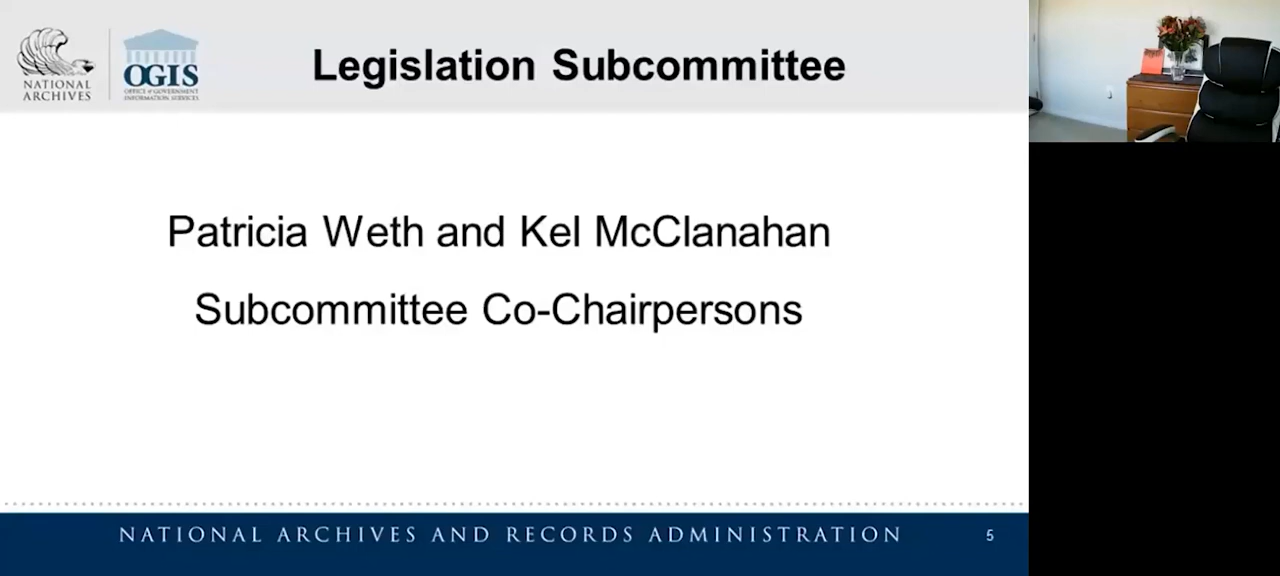 NATIONAL
ARCHIVES
OGIS
OFFICE of GOVERNMENT
INFORMATION SERVICES
Legislation Subcommittee
Patricia Weth and Kel McClanahan
Subcommittee Co-Chairpersons
NATIONAL ARCHIVES AND RECORDS ADMINISTRATION
5